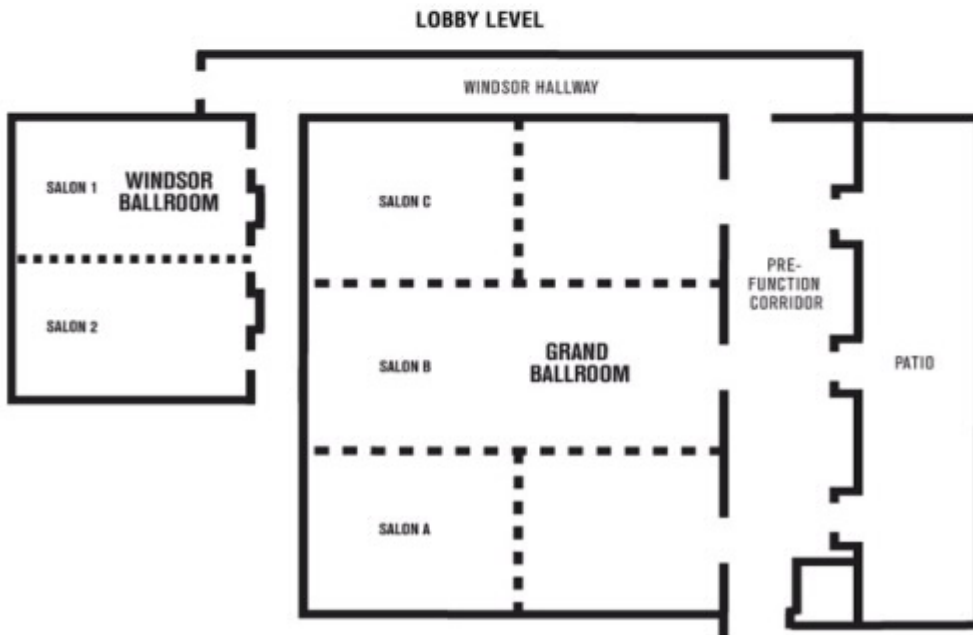 LOBBY LEVEL
WINDSOR HALLWAY
SALON 1
WINDSOR
BALLROOM
SALON 2
SALON C
PRE-
FUNCTION
CORRIDOR
SALON B
GRAND
BALLROOM
PATIO
SALON A